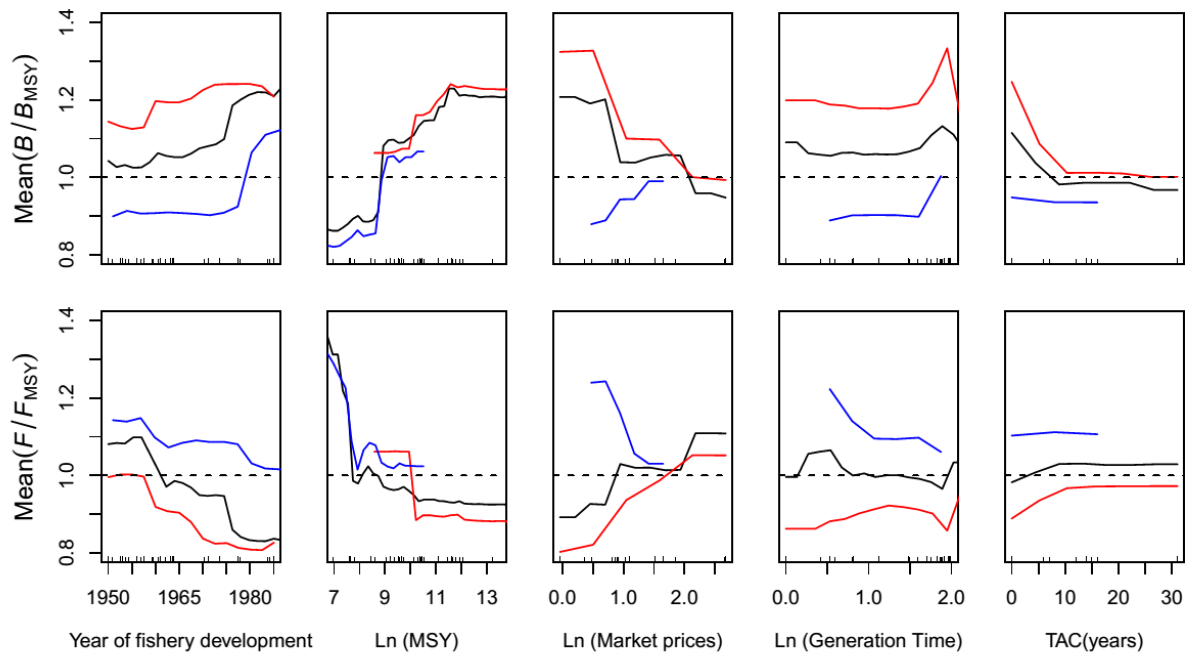 1.4
1.2
1.0
0.8
Mean(B/B_MSY)
1.4
1.2
1.0
0.8
Mean(F/F_MSY)
1950 1965 1980
7 9 11 13
0.0 1.0 2.0
0.0 1.0 2.0
0 10 20 30
Year of fishery development
Ln (MSY)
Ln (Market prices)
Ln (Generation Time)
TAC(years)